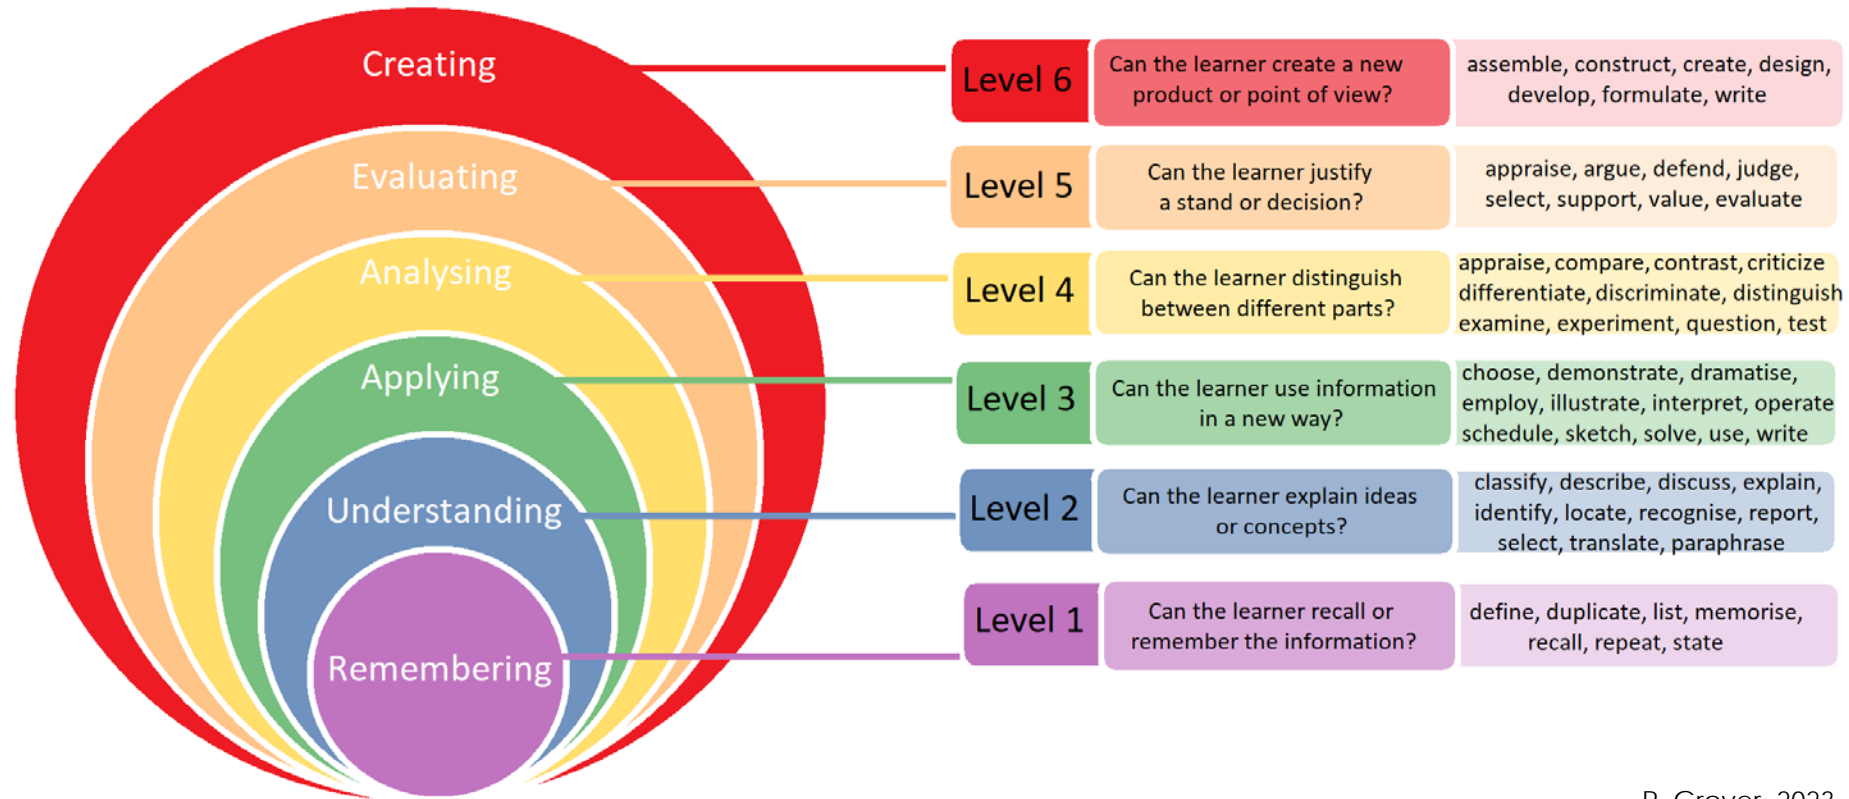 Creating
Level 6
Can the learner create a new
product or point of view?
assemble, construct, create, design,
develop, formulate, write
Evaluating
Level 5
Can the learner justify
a stand or decision?
appraise, argue, defend, judge,
select, support, value, evaluate
Analysing
Level 4
Can the learner distinguish
between different parts?
appraise, compare, contrast, criticize
differentiate, discriminate, distinguish
examine, experiment, question, test
Applying
Level 3
Can the learner use information
in a new way?
choose, demonstrate, dramatise,
employ, illustrate, interpret, operate
schedule, sketch, solve, use, write
Understanding
Level 2
Can the learner explain ideas
or concepts?
classify, describe, discuss, explain,
identify, locate, recognise, report,
select, translate, paraphrase
Remembering
Level 1
Can the learner recall or
remember the information?
define, duplicate, list, memorise,
recall, repeat, state